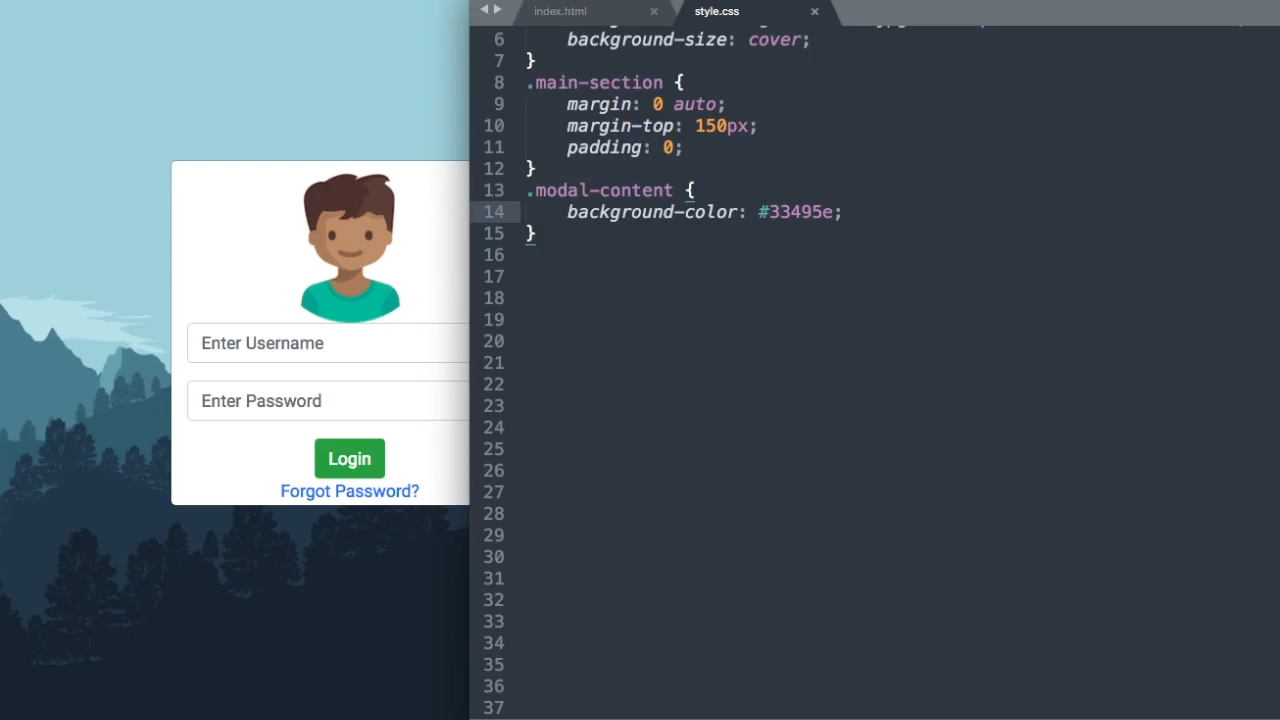 index.html ×
style.css ×
6 background-size: cover;
7 }
8 .main-section {
9 margin: 0 auto;
10 margin-top: 150px;
11 padding: 0;
12 }
13 .modal-content {
14 background-color: #33495e;
15 }
16
17
18
19
20
21
22
23
24
25
26
27
28
29
30
31
32
33
34
35
36
37
Enter Username
Enter Password
Login
Forgot Password?